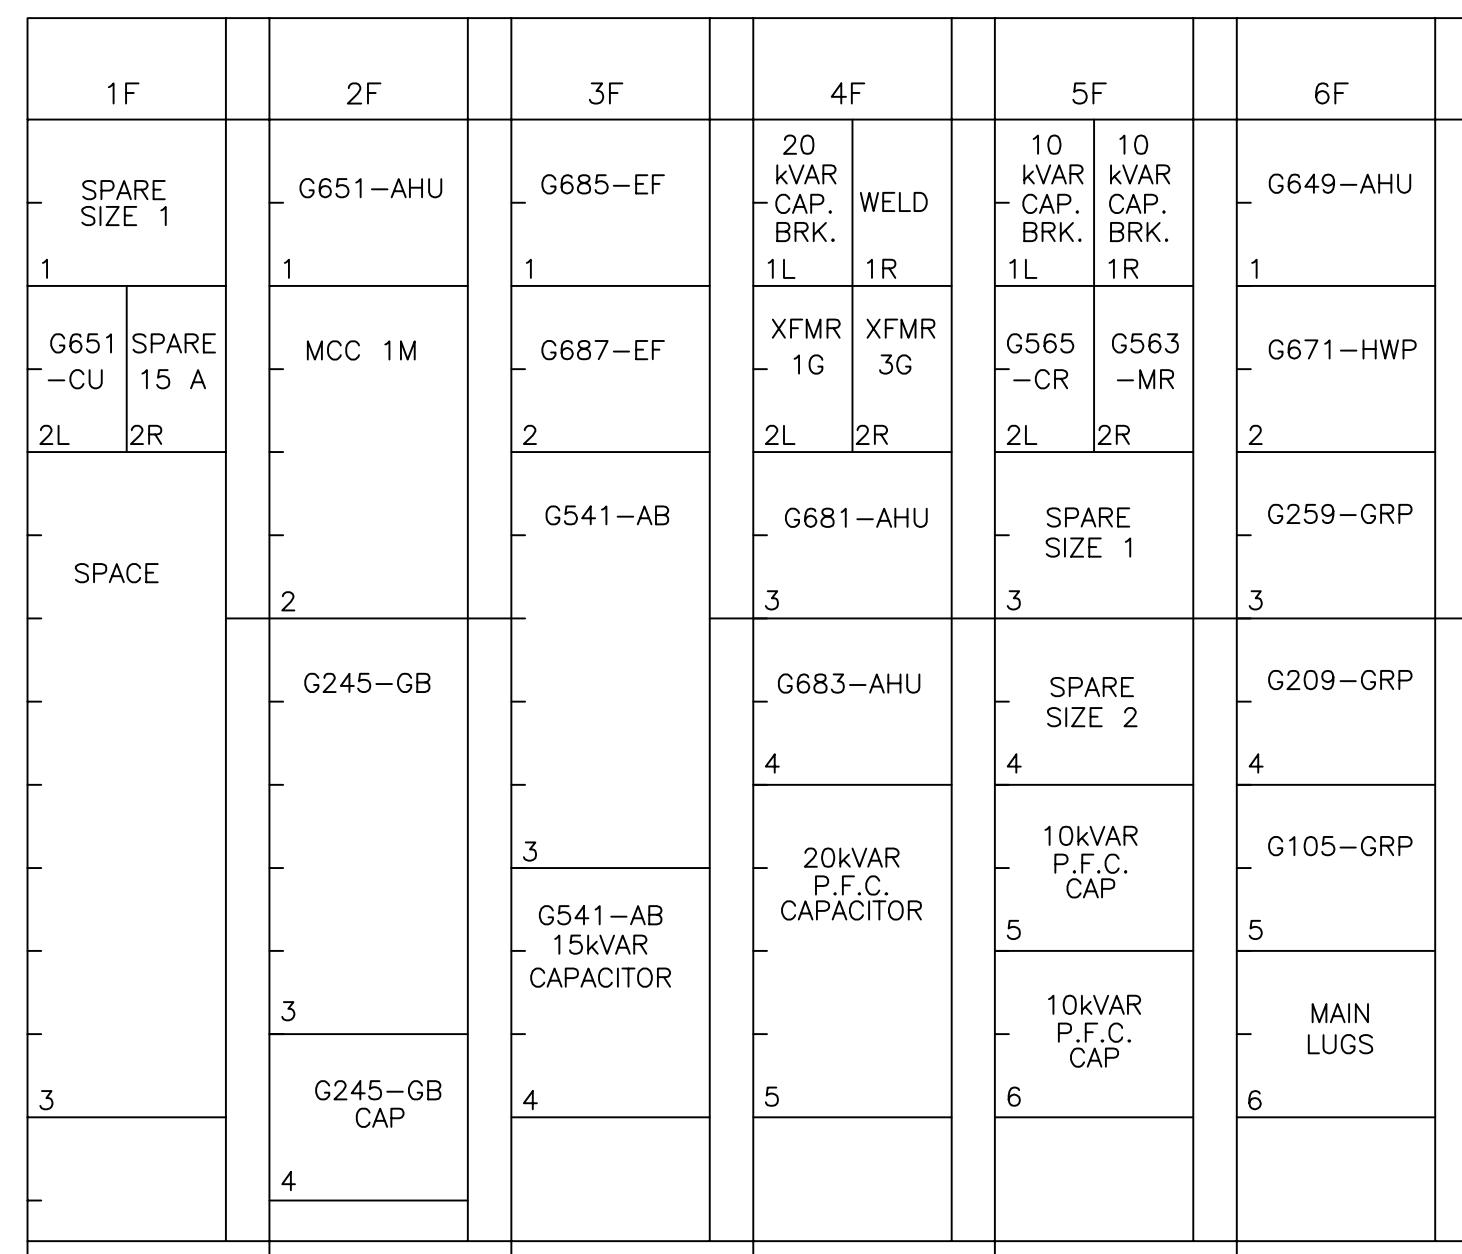 1F
2F
3F
4F
5F
6F
SPARE
SIZE 1
1
G651
-CU
2L
SPARE
15 A
2R
SPACE
3
G651-AHU
1
MCC 1M
2
G245-GB
3
G245-GB
CAP
4
G685-EF
1
G687-EF
2
G541-AB
3
G541-AB
15kVAR
CAPACITOR
4
20
kVAR
CAP.
BRK.
1L
WELD
1R
XFMR
1G
2L
XFMR
3G
2R
G681-AHU
3
G683-AHU
4
20kVAR
P.F.C.
CAPACITOR
5
10
kVAR
CAP.
BRK.
1L
10
kVAR
CAP.
BRK.
1R
G565
-CR
2L
G563
-MR
2R
SPARE
SIZE 1
3
SPARE
SIZE 2
4
10kVAR
P.F.C.
CAP
5
10kVAR
P.F.C.
CAP
6
G649-AHU
1
G671-HWP
2
G259-GRP
3
G209-GRP
4
G105-GRP
5
MAIN
LUGS
6